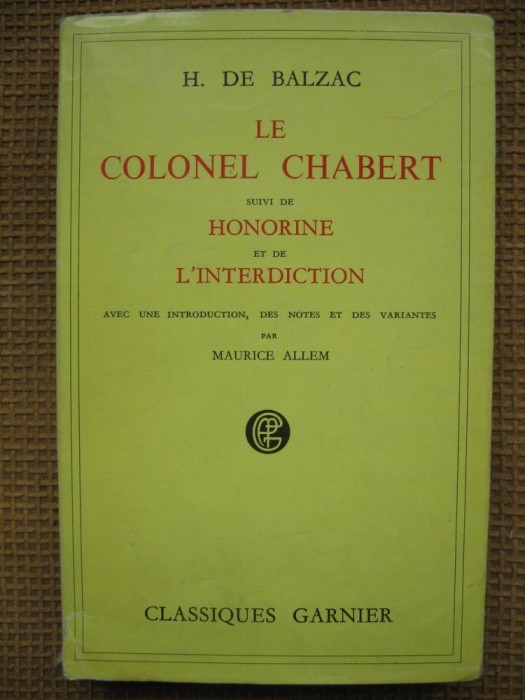 H. DE BALZAC
LE
COLONEL CHABERT
SUIVI DE
HONORINE
ET DE
L'INTERDICTION
AVEC UNE INTRODUCTION, DES NOTES ET DES VARIANTES
PAR
MAURICE ALLEM
CLASSIQUES GARNIER